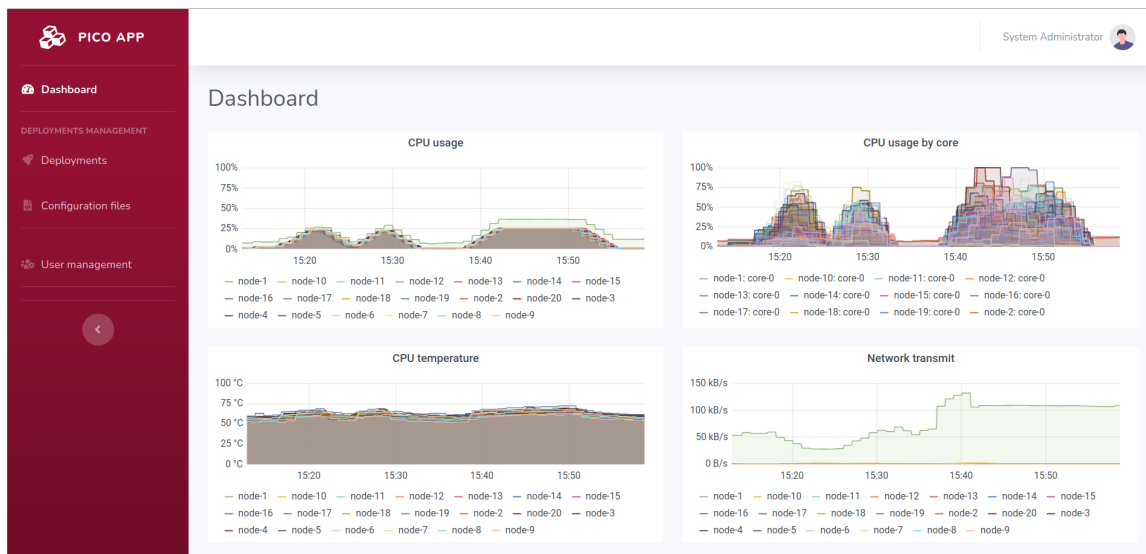 PICO APP
System Administrator
Dashboard
DEPLOYMENTS MANAGEMENT
Deployments
Configuration files
User management
Dashboard
CPU usage
100%
75%
50%
25%
0%
15:20 15:30 15:40 15:50
node-1 node-10 node-11 node-12 node-13 node-14 node-15
node-16 node-17 node-18 node-19 node-2 node-20 node-3
node-4 node-5 node-6 node-7 node-8 node-9
CPU usage by core
100%
75%
50%
25%
0%
15:20 15:30 15:40 15:50
node-1: core-0 node-10: core-0 node-11: core-0 node-12: core-0
node-13: core-0 node-14: core-0 node-15: core-0 node-16: core-0
node-17: core-0 node-18: core-0 node-19: core-0 node-2: core-0
CPU temperature
100 °C
75 °C
50 °C
25 °C
0 °C
15:20 15:30 15:40 15:50
node-1 node-10 node-11 node-12 node-13 node-14 node-15
node-16 node-17 node-18 node-19 node-2 node-20 node-3
node-4 node-5 node-6 node-7 node-8 node-9
Network transmit
150 kB/s
100 kB/s
50 kB/s
0 B/s
15:20 15:30 15:40 15:50
node-1 node-10 node-11 node-12 node-13 node-14 node-15
node-16 node-17 node-18 node-19 node-2 node-20 node-3
node-4 node-5 node-6 node-7 node-8 node-9